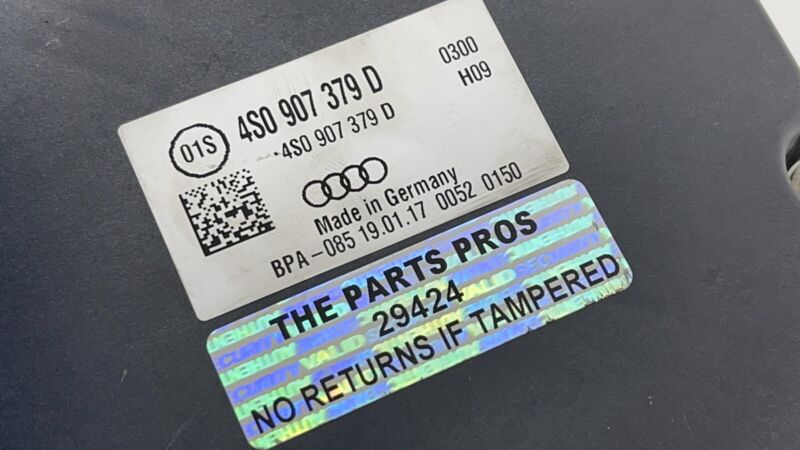 01S
4S0 907 379 D
4S0 907 379 D
0300
H09
Made in Germany
BPA-085 19.01.17 0052 0150
THE PARTS PROS
29424
NO RETURNS IF TAMPERED